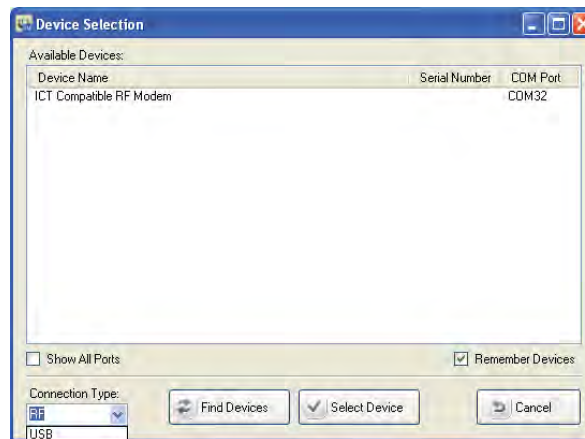 Device Selection
Available Devices:
Device Name Serial Number COM Port
ICT Compatible RF Modem COM32
Show All Ports Remember Devices
Connection Type:
RF Find Devices Select Device Cancel
USB